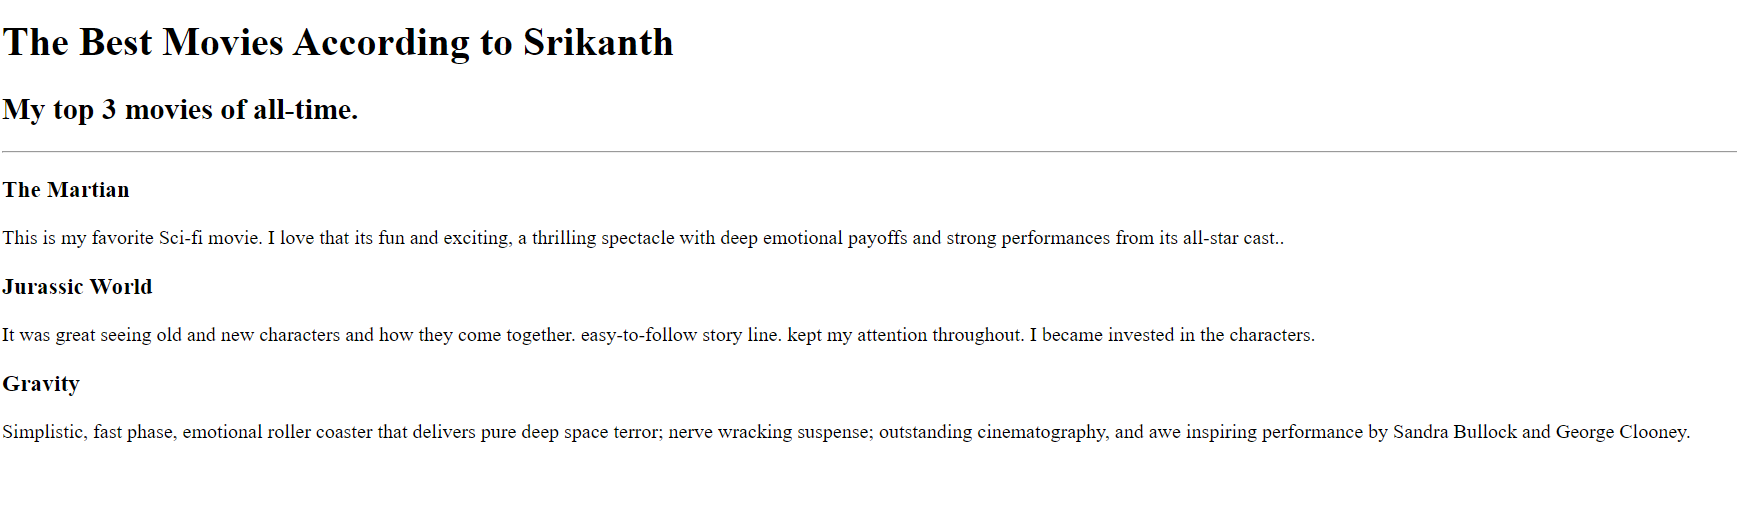 The Best Movies According to Srikanth
My top 3 movies of all-time.
The Martian
This is my favorite Sci-fi movie. I love that its fun and exciting, a thrilling spectacle with deep emotional payoffs and strong performances from its all-star cast..
Jurassic World
It was great seeing old and new characters and how they come together. easy-to-follow story line. kept my attention throughout. I became invested in the characters.
Gravity
Simplistic, fast phase, emotional roller coaster that delivers pure deep space terror; nerve wracking suspense; outstanding cinematography, and awe inspiring performance by Sandra Bullock and George Clooney.